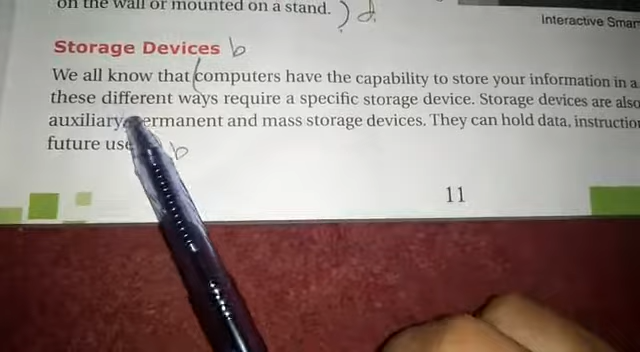 on the wall or mounted on a stand. ) d.
Interactive Smar
Storage Devices b
We all know that (computers have the capability to store your information in a
these different ways require a specific storage device. Storage devices are also
auxiliary, ermanent and mass storage devices. They can hold data, instruction
future use b
11